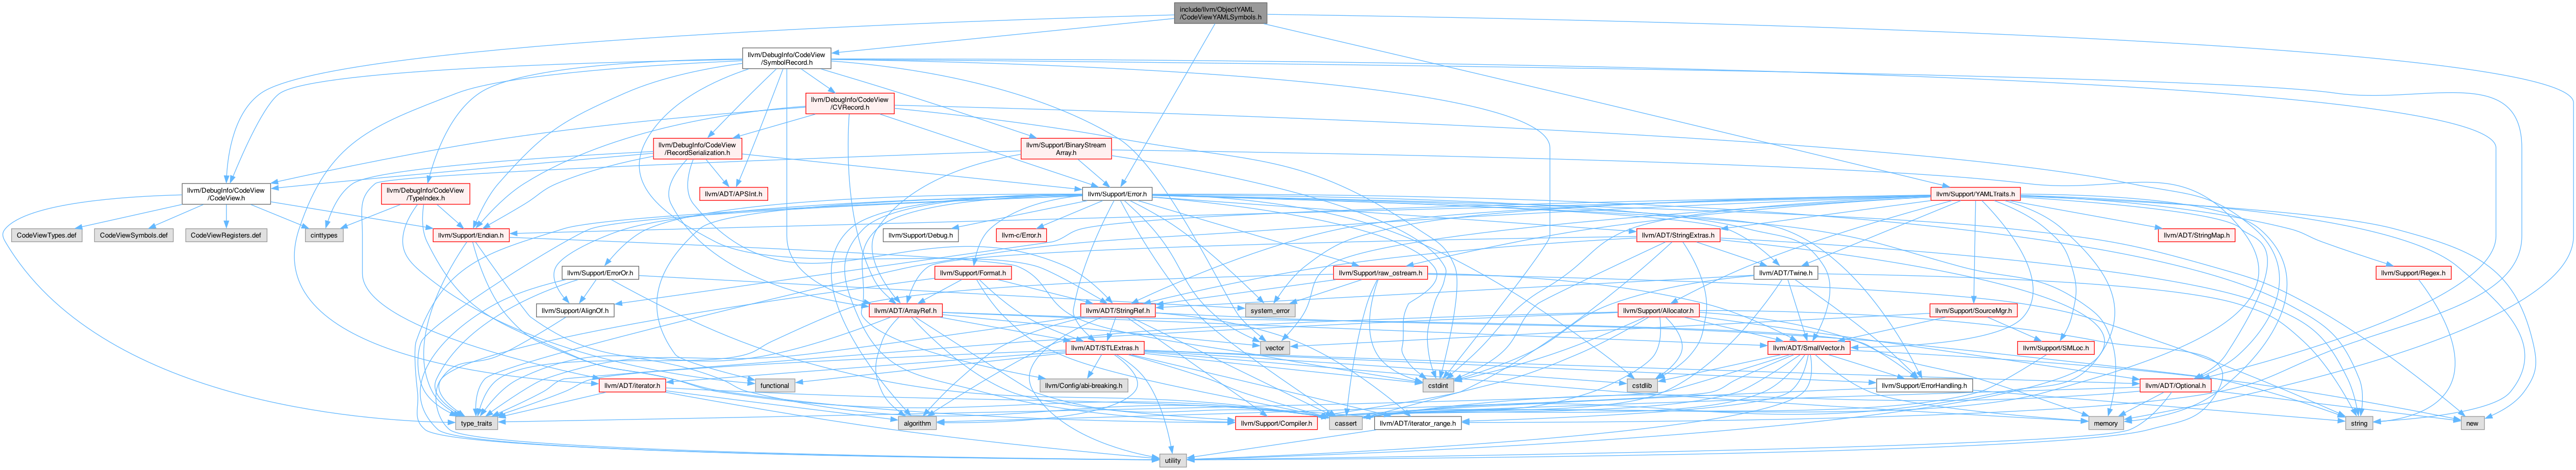 include/llvm/ObjectYAML
/CodeViewYAMLSymbols.h
llvm/DebugInfo/CodeView
/SymbolRecord.h
llvm/DebugInfo/CodeView
/CVRecord.h
llvm/DebugInfo/CodeView
/RecordSerialization.h
llvm/Support/BinaryStream
Array.h
llvm/DebugInfo/CodeView
/CodeView.h
llvm/DebugInfo/CodeView
/TypeIndex.h
llvm/ADT/APSInt.h
llvm/Support/Error.h
llvm/Support/YAMLTraits.h
CodeViewTypes.def
CodeViewSymbols.def
CodeViewRegisters.def
cinttypes
llvm/Support/Endian.h
llvm/Support/Debug.h
llvm-c/Error.h
llvm/ADT/StringExtras.h
llvm/ADT/StringMap.h
llvm/Support/ErrorOr.h
llvm/Support/Format.h
llvm/Support/raw_ostream.h
llvm/ADT/Twine.h
llvm/Support/Regex.h
llvm/Support/AlignOf.h
llvm/ADT/ArrayRef.h
llvm/ADT/StringRef.h
system_error
llvm/Support/Allocator.h
llvm/Support/SourceMgr.h
llvm/ADT/STLExtras.h
vector
llvm/ADT/SmallVector.h
llvm/Support/SMLoc.h
llvm/ADT/iterator.h
functional
llvm/Config/abi-breaking.h
cstdint
cstdlib
llvm/Support/ErrorHandling.h
llvm/ADT/Optional.h
type_traits
algorithm
llvm/Support/Compiler.h
cassert
llvm/ADT/iterator_range.h
memory
string
new
utility